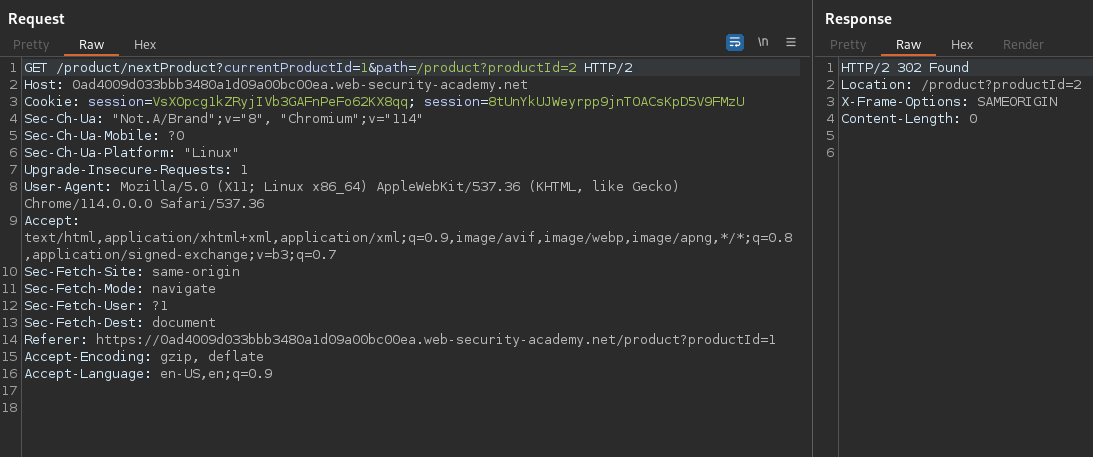 Request
Pretty Raw Hex
\n
1 GET /product/nextProduct?currentProductId=1&path=/product?productId=2 HTTP/2
2 Host: 0ad4009d033bbb3480a1d09a00bc00ea.web-security-academy.net
3 Cookie: session=VsXOpcg1kZRyjIVb3GAFnPeFo62KX8qq; session=8tUnYkUJWeyrpp9jnTOACsKpD5V9FMzU
4 Sec-Ch-Ua: "Not.A/Brand";v="8", "Chromium";v="114"
5 Sec-Ch-Ua-Mobile: ?0
6 Sec-Ch-Ua-Platform: "Linux"
7 Upgrade-Insecure-Requests: 1
8 User-Agent: Mozilla/5.0 (X11; Linux x86_64) AppleWebKit/537.36 (KHTML, like Gecko)
Chrome/114.0.0.0 Safari/537.36
9 Accept:
text/html,application/xhtml+xml,application/xml;q=0.9,image/avif,image/webp,image/apng,*/*;q=0.8
,application/signed-exchange;v=b3;q=0.7
10 Sec-Fetch-Site: same-origin
11 Sec-Fetch-Mode: navigate
12 Sec-Fetch-User: ?1
13 Sec-Fetch-Dest: document
14 Referer: https://0ad4009d033bbb3480a1d09a00bc00ea.web-security-academy.net/product?productId=1
15 Accept-Encoding: gzip, deflate
16 Accept-Language: en-US,en;q=0.9
17
18
Response
Pretty Raw Hex Render
1 HTTP/2 302 Found
2 Location: /product?productId=2
3 X-Frame-Options: SAMEORIGIN
4 Content-Length: 0
5
6